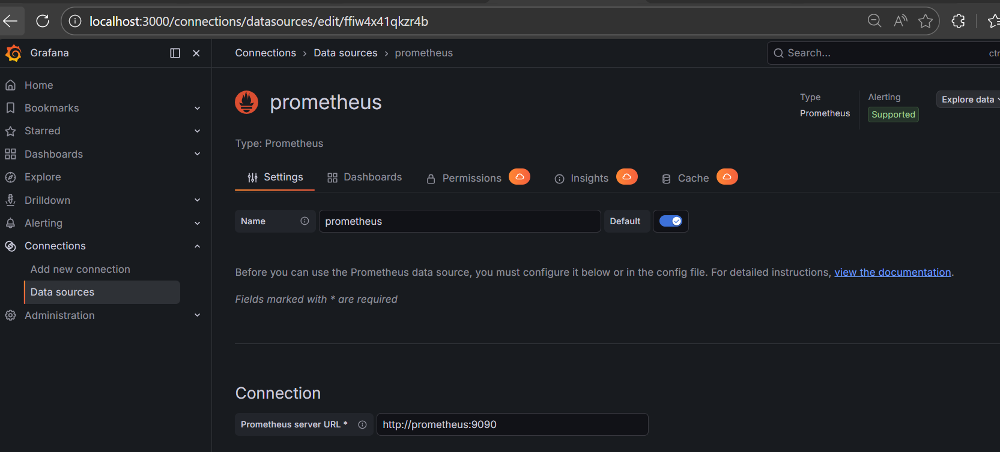 localhost:3000/connections/datasources/edit/ffiw4x41qkzr4b
Grafana
Connections > Data sources > prometheus
Search...
ctr
Home
Bookmarks
Starred
Dashboards
Explore
Drilldown
Alerting
Connections
Add new connection
Data sources
Administration
prometheus
Type
Prometheus
Alerting
Supported
Explore data
Type: Prometheus
Settings
Dashboards
Permissions
Insights
Cache
Name
prometheus
Default
Before you can use the Prometheus data source, you must configure it below or in the config file. For detailed instructions, view the documentation.
Fields marked with * are required
Connection
Prometheus server URL *
http://prometheus:9090